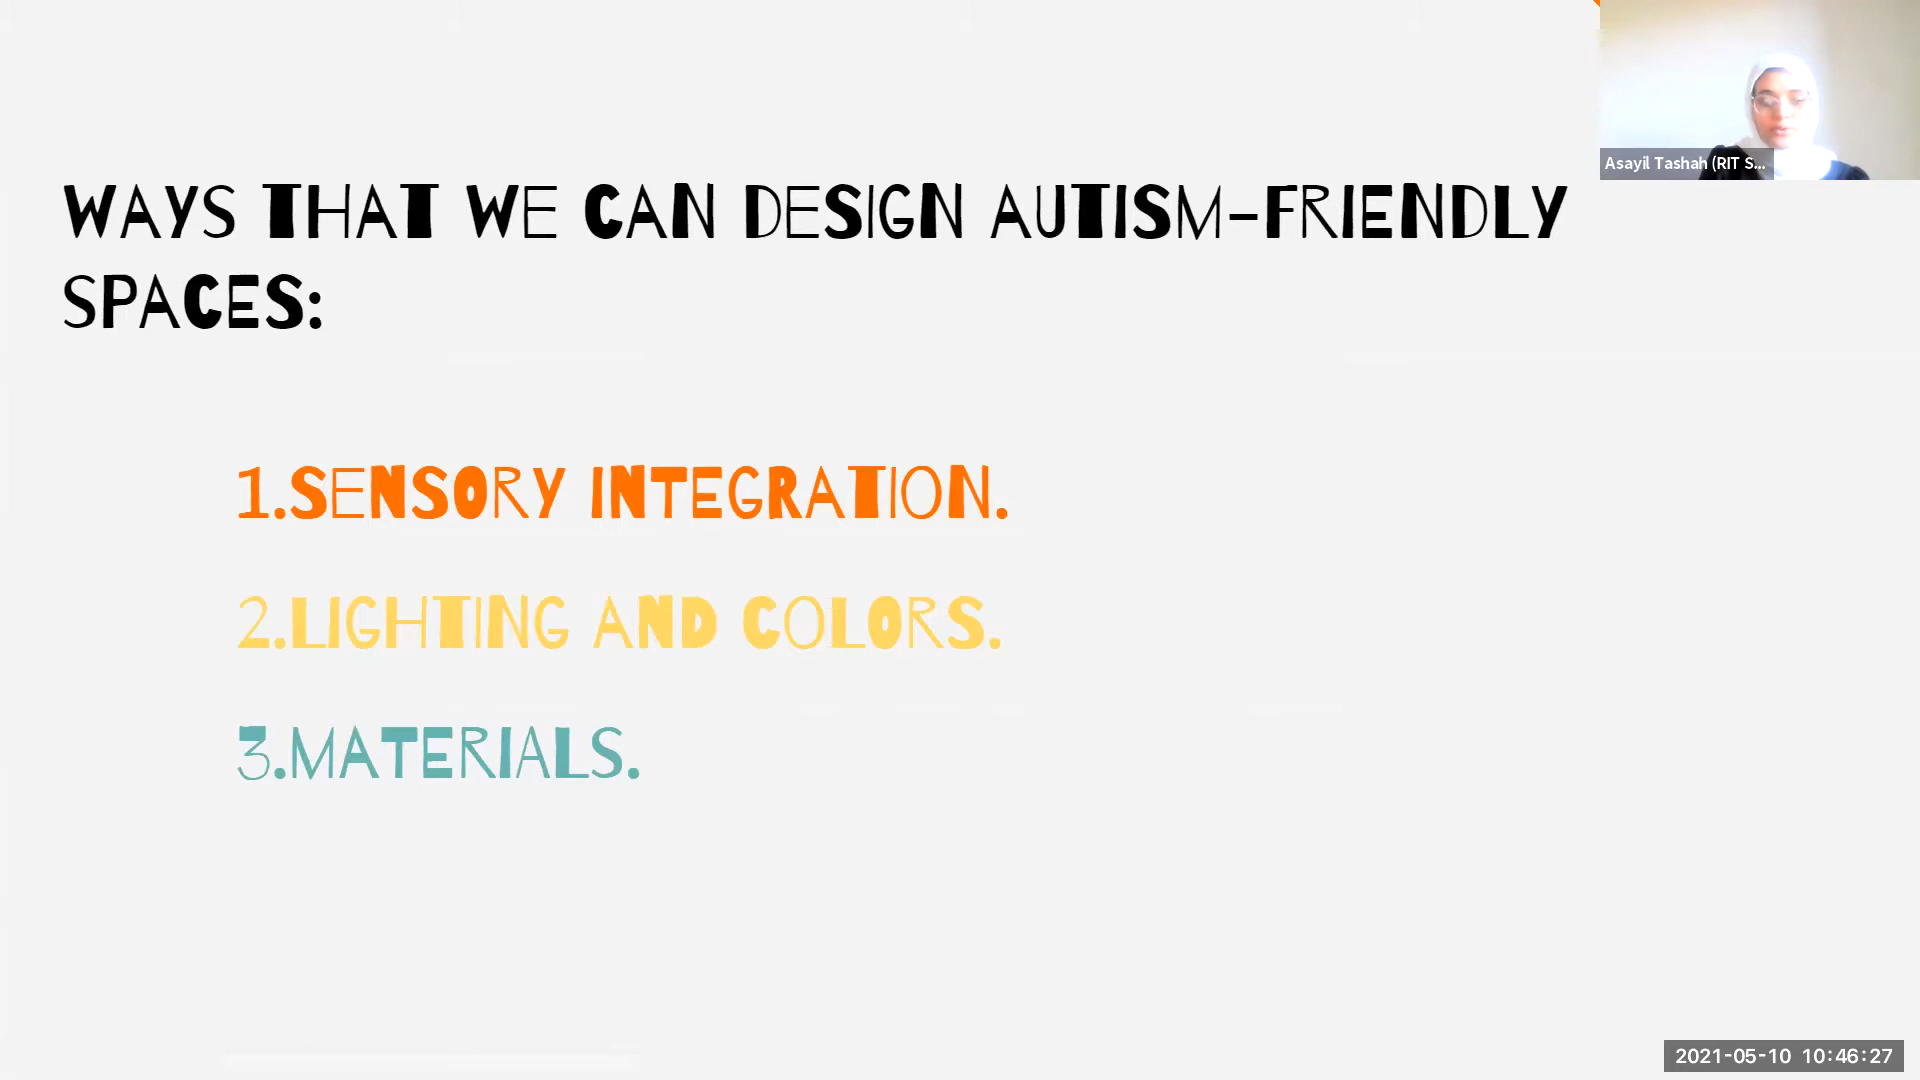 WAYS THAT WE CAN DESIGN AUTISM-FRIENDLY
SPACES:
1.SENSORY INTEGRATION.
2.LIGHTING AND COLORS.
3.MATERIALS.
Asayil Tashah (RIT S...
2021-05-10 10:46:27